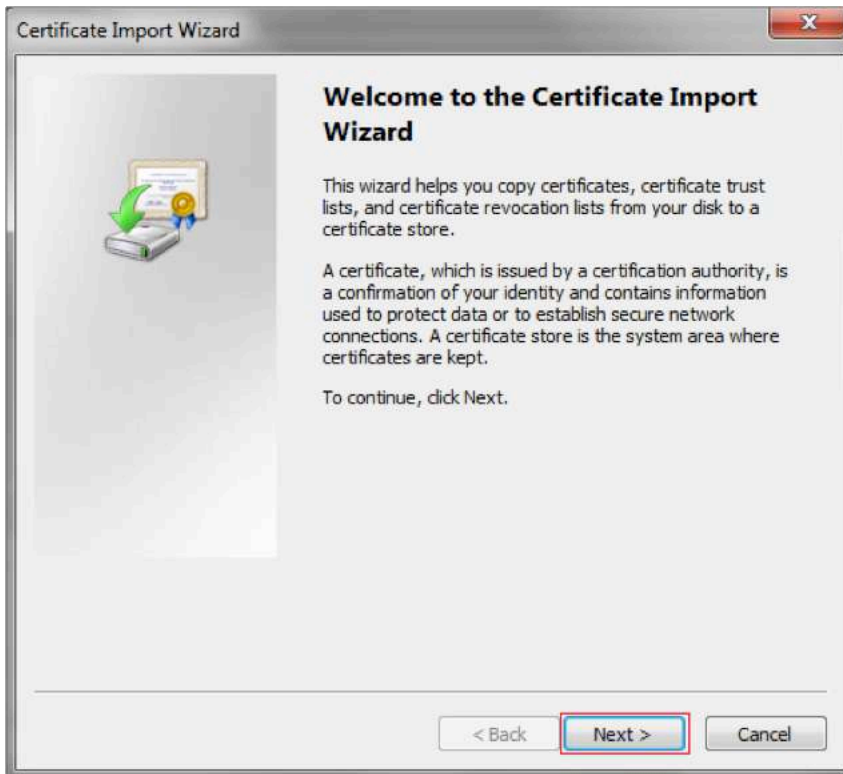 Certificate Import Wizard
Welcome to the Certificate Import
Wizard
This wizard helps you copy certificates, certificate trust
lists, and certificate revocation lists from your disk to a
certificate store.
A certificate, which is issued by a certification authority, is
a confirmation of your identity and contains information
used to protect data or to establish secure network
connections. A certificate store is the system area where
certificates are kept.
To continue, click Next.
< Back Next > Cancel